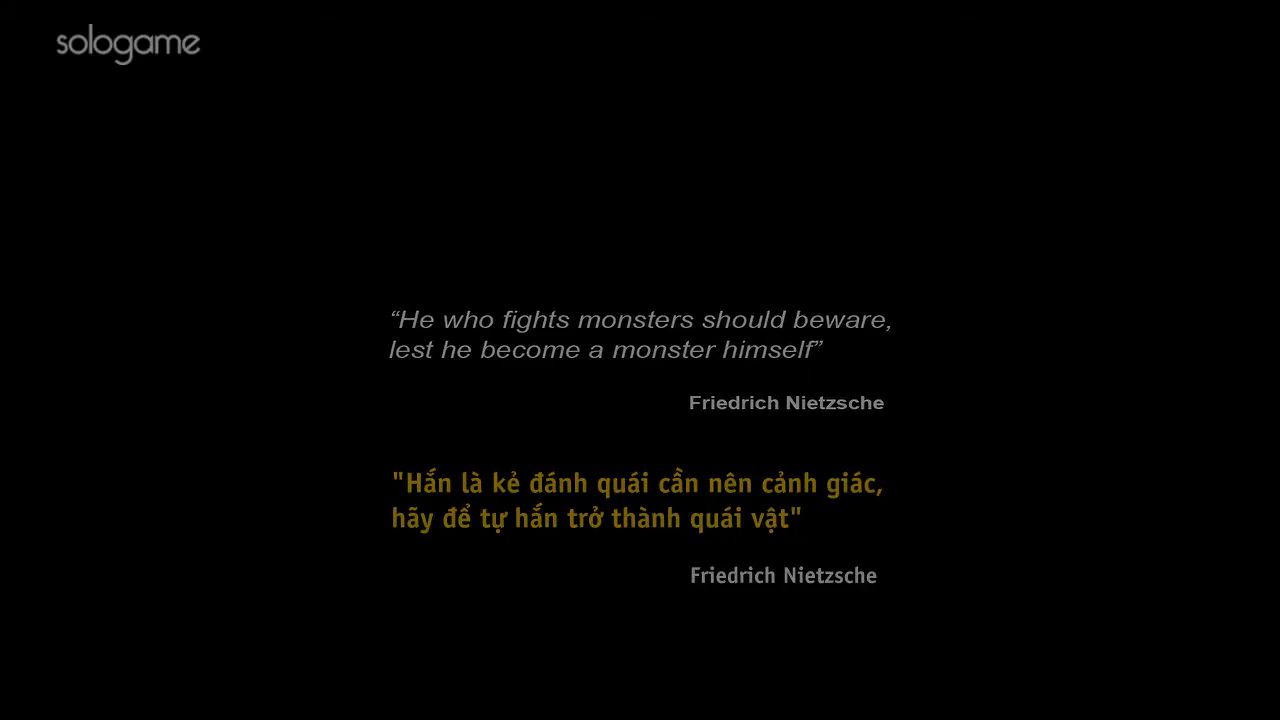 sologame
“He who fights monsters should beware,
lest he become a monster himself”
Friedrich Nietzsche
"Hắn là kẻ đánh quái cần nên cảnh giác,
hãy để tự hắn trở thành quái vật"
Friedrich Nietzsche